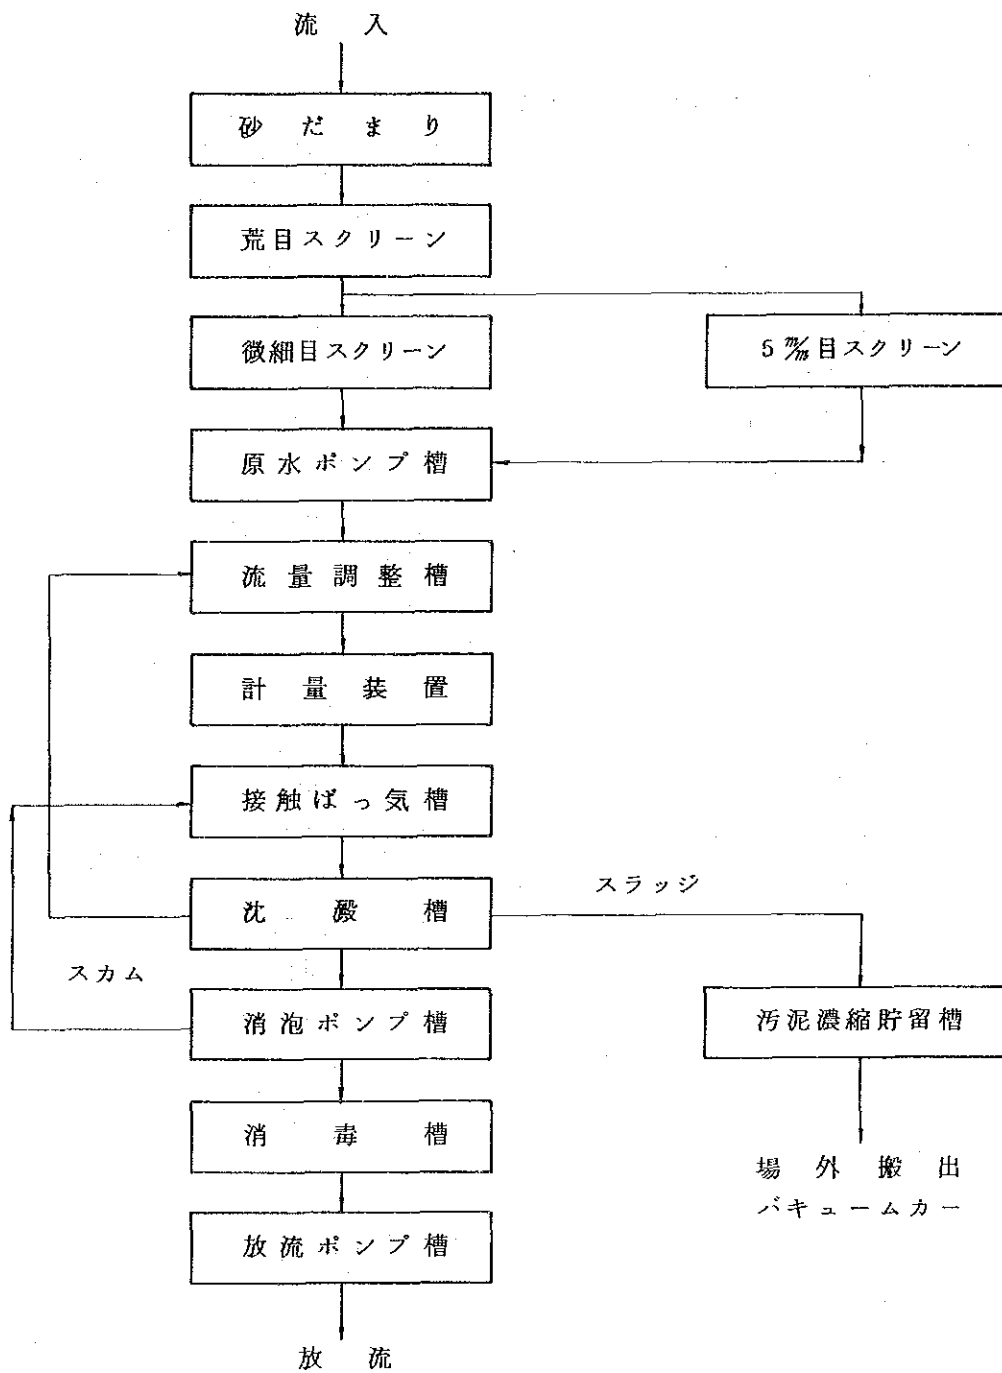 流入
砂だまり
荒目スクリーン
微細目スクリーン
5㎜目スクリーン
原水ポンプ槽
流量調整槽
計量装置
接触ばっ気槽
スラッジ
沈澱槽
スカム
消泡ポンプ槽
汚泥濃縮貯留槽
消毒槽
場外搬出
バキュームカー
放流ポンプ槽
放流